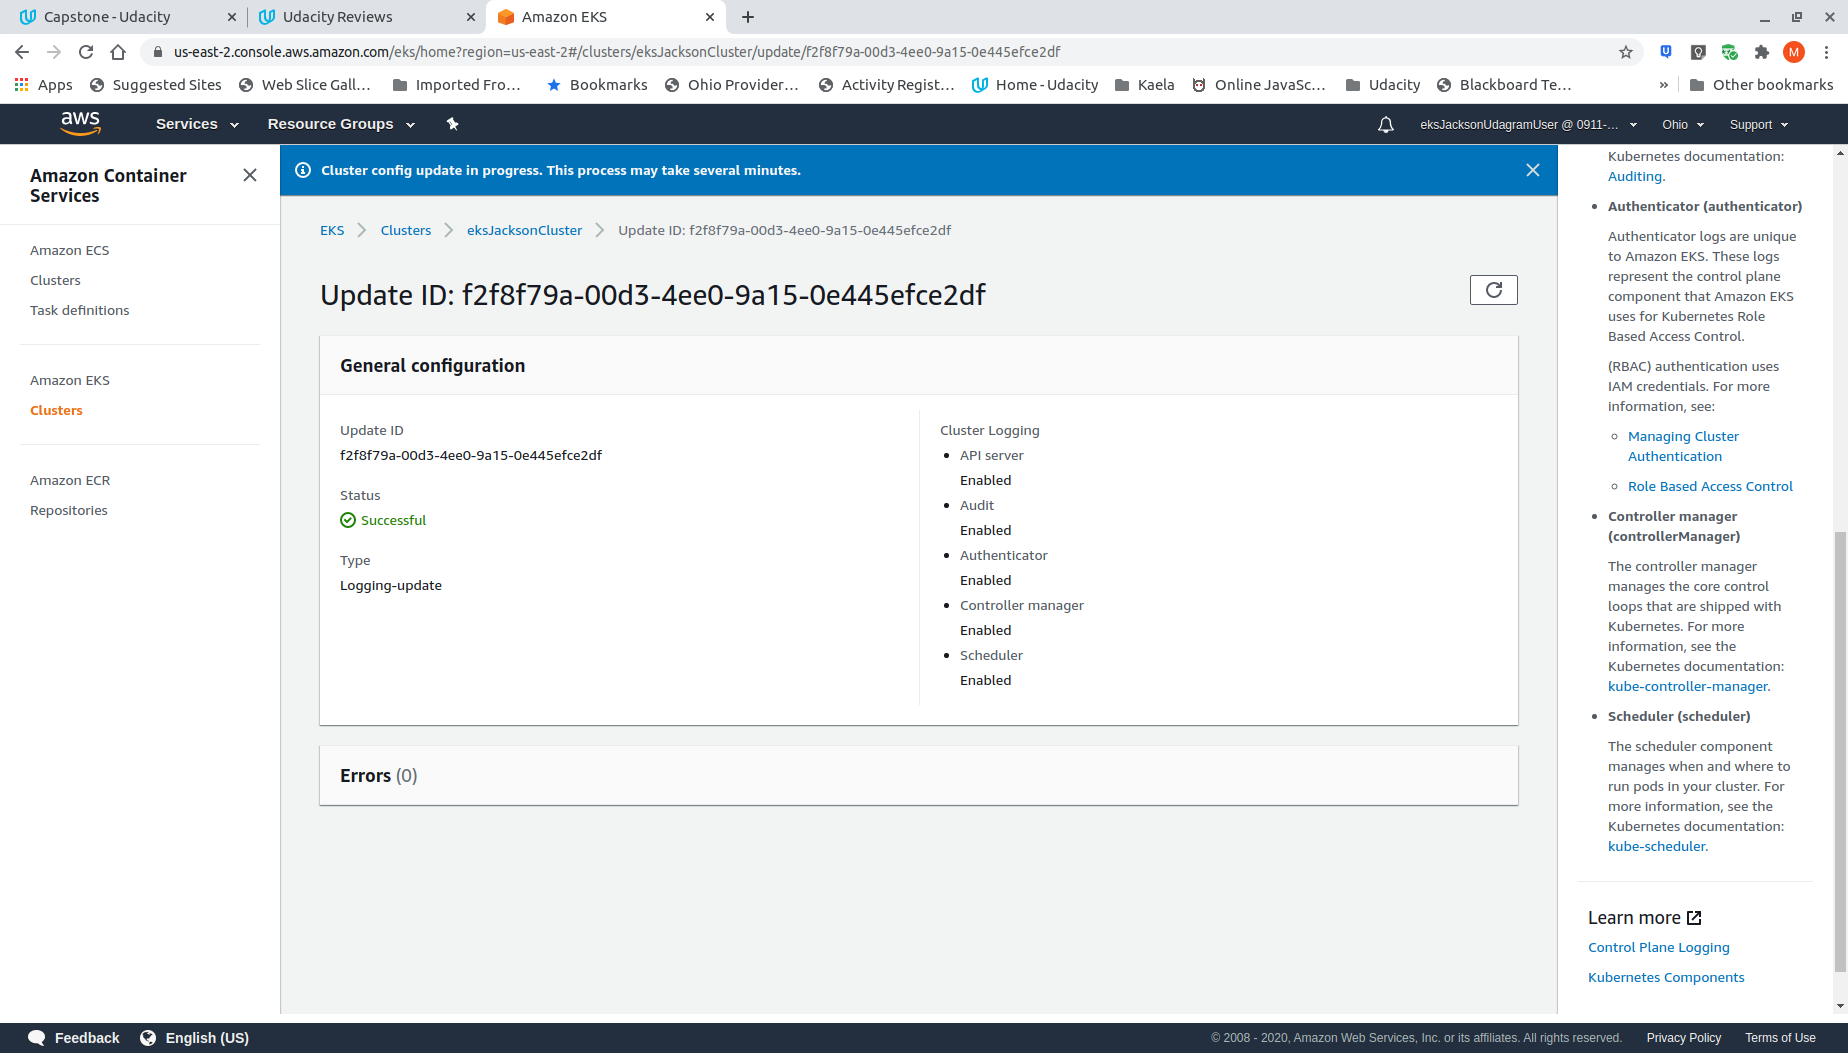 Capstone - Udacity
Udacity Reviews
Amazon EKS
us-east-2.console.aws.amazon.com/eks/home?region=us-east-2#/clusters/eksJacksonCluster/update/f2f8f79a-00d3-4ee0-9a15-0e445efce2df
M
Apps
Suggested Sites
Web Slice Gall...
Imported Fro...
Bookmarks
Ohio Provider...
Activity Regist...
Home - Udacity
Kaela
Online JavaSc...
Udacity
Blackboard Te...
»
Other bookmarks
aws
Services
Resource Groups
eksJacksonUdagramUser @ 0911-...
Ohio
Support
Amazon Container
Services
Amazon ECS
Clusters
Task definitions
Amazon EKS
Clusters
Amazon ECR
Repositories
Cluster config update in progress. This process may take several minutes.
EKS
Clusters
eksJacksonCluster
Update ID: f2f8f79a-00d3-4ee0-9a15-0e445efce2df
Update ID: f2f8f79a-00d3-4ee0-9a15-0e445efce2df
General configuration
Update ID
f2f8f79a-00d3-4ee0-9a15-0e445efce2df
Status
Successful
Type
Logging-update
Cluster Logging
API server
Enabled
Audit
Enabled
Authenticator
Enabled
Controller manager
Enabled
Scheduler
Enabled
Errors (0)
Kubernetes documentation:
Auditing.
Authenticator (authenticator)
Authenticator logs are unique
to Amazon EKS. These logs
represent the control plane
component that Amazon EKS
uses for Kubernetes Role
Based Access Control.
(RBAC) authentication uses
IAM credentials. For more
information, see:
Managing Cluster
Authentication
Role Based Access Control
Controller manager
(controllerManager)
The controller manager
manages the core control
loops that are shipped with
Kubernetes. For more
information, see the
Kubernetes documentation:
kube-controller-manager.
Scheduler (scheduler)
The scheduler component
manages when and where to
run pods in your cluster. For
more information, see the
Kubernetes documentation:
kube-scheduler.
Learn more
Control Plane Logging
Kubernetes Components
Feedback
English (US)
© 2008 - 2020, Amazon Web Services, Inc. or its affiliates. All rights reserved.
Privacy Policy
Terms of Use